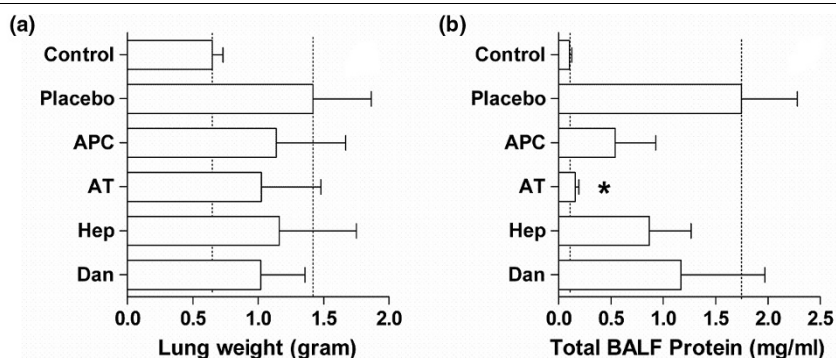 (a)
Control
Placebo
APC
AT
Hep
Dan
0.0 0.5 1.0 1.5 2.0
Lung weight (gram)
(b)
Control
Placebo
APC
AT *
Hep
Dan
0.0 0.5 1.0 1.5 2.0 2.5
Total BALF Protein (mg/ml)